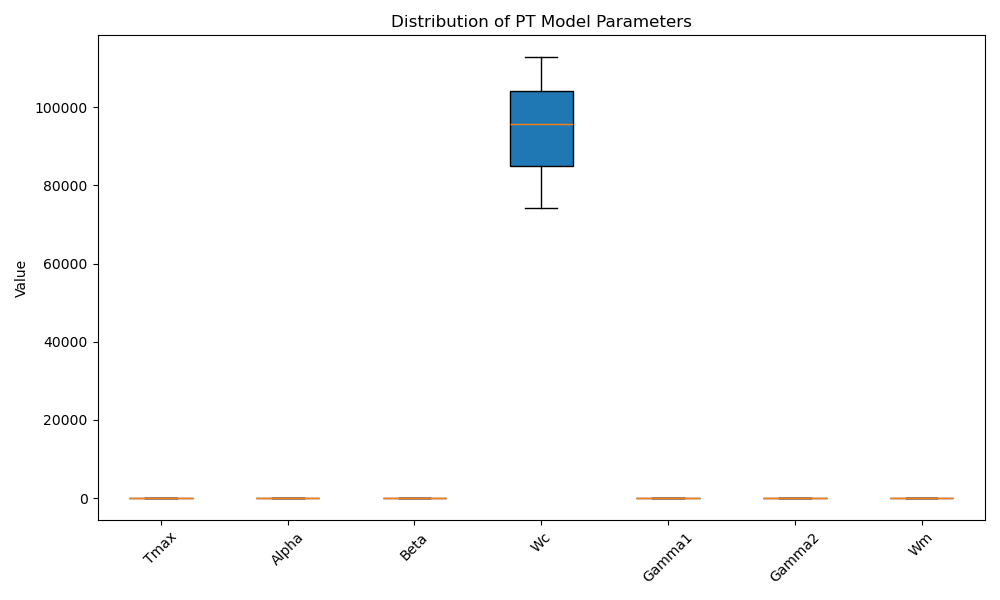 Distribution of PT Model Parameters
Value
100000
80000
60000
40000
20000
0
Tmax
Alpha
Beta
Wc
Gamma1
Gamma2
Wm